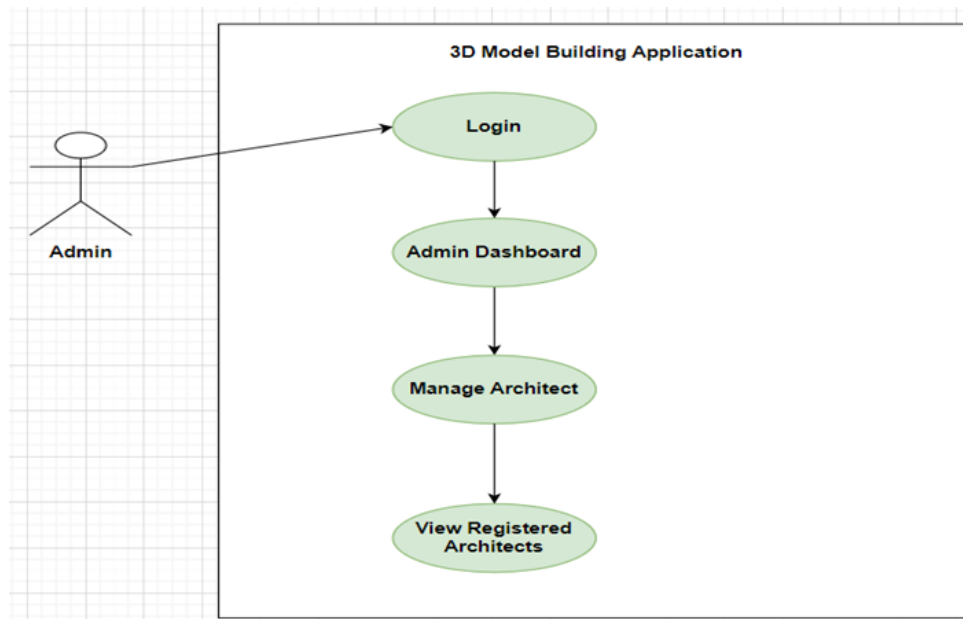 3D Model Building Application
Login
Admin
Admin Dashboard
Manage Architect
View Registered
Architects